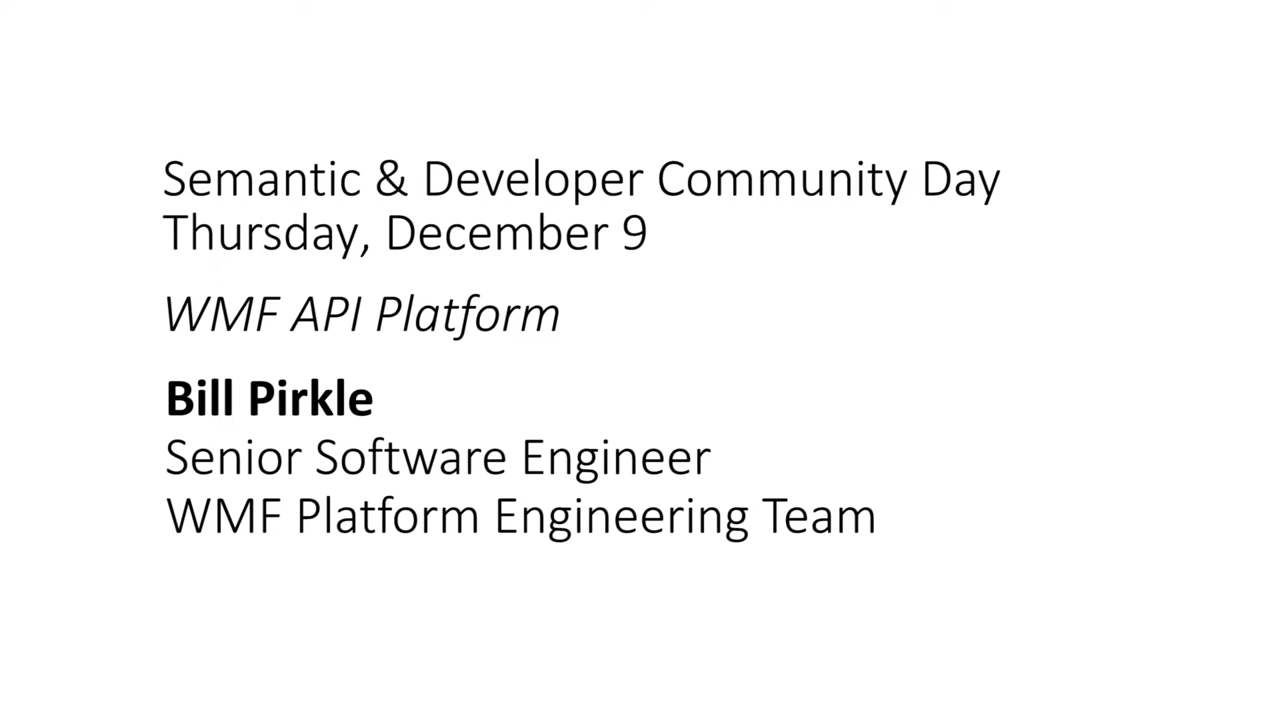 Semantic & Developer Community Day
Thursday, December 9
WMF API Platform
Bill Pirkle
Senior Software Engineer
WMF Platform Engineering Team